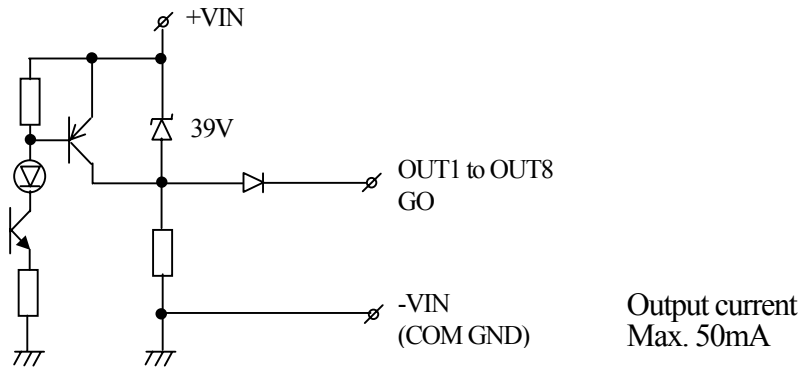 +VIN
39V
OUT1 to OUT8
GO
-VIN
(COM GND)
Output current
Max. 50mA